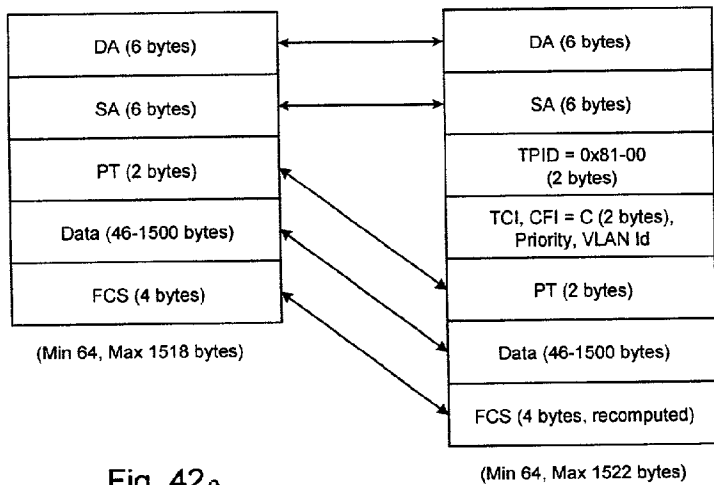 DA (6 bytes)
SA (6 bytes)
PT (2 bytes)
Data (46-1500 bytes)
FCS (4 bytes)
(Min 64, Max 1518 bytes)
DA (6 bytes)
SA (6 bytes)
TPID = 0x81-00
(2 bytes)
TCI, CFI = C (2 bytes),
Priority, VLAN Id
PT (2 bytes)
Data (46-1500 bytes)
FCS (4 bytes, recomputed)
(Min 64, Max 1522 bytes)
Fig. 42a